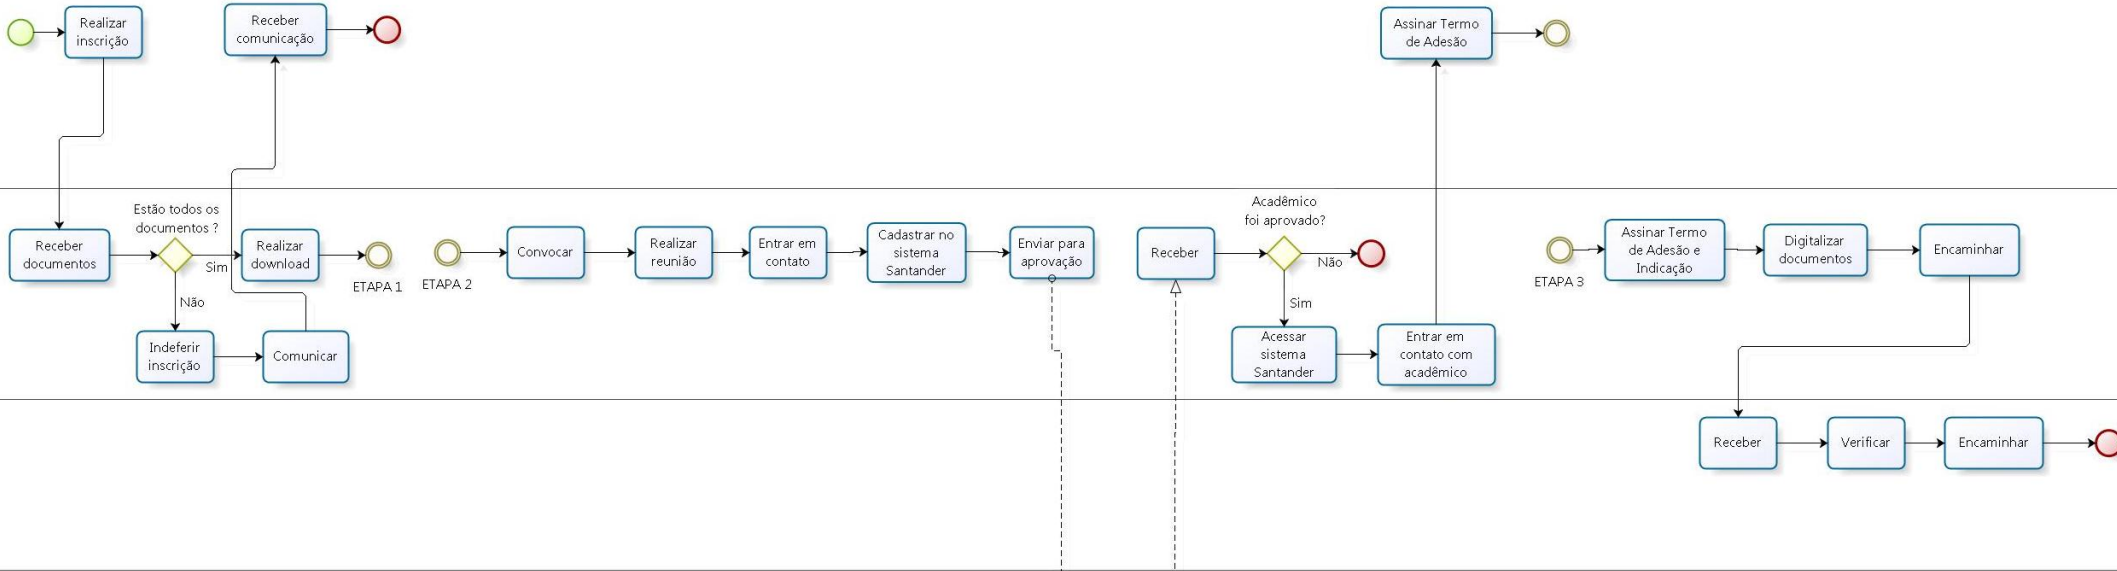 Realizar
inscrição
Receber
comunicação
Assinar Termo
de Adesão
Estão todos os
documentos ?
Receber
documentos
Sim
Realizar
download
ETAPA 1
Não
Indeferir
inscrição
Comunicar
ETAPA 2
Convocar
Realizar
reunião
Entrar em
contato
Cadastrar no
sistema
Santander
Enviar para
aprovação
Receber
Acadêmico
foi aprovado?
Não
Sim
Acessar
sistema
Santander
Entrar em
contato com
acadêmico
ETAPA 3
Assinar Termo
de Adesão e
Indicação
Digitalizar
documentos
Encaminhar
Receber
Verificar
Encaminhar